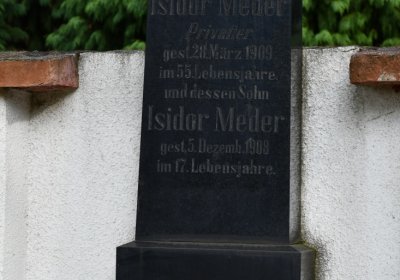 Isidor Meder
Privatier
gest. 20. März 1909
im 55. Lebensjahre,
und dessen Sohn
Isidor Meder
gest. 5. Dezemb. 1908
im 17. Lebensjahre.